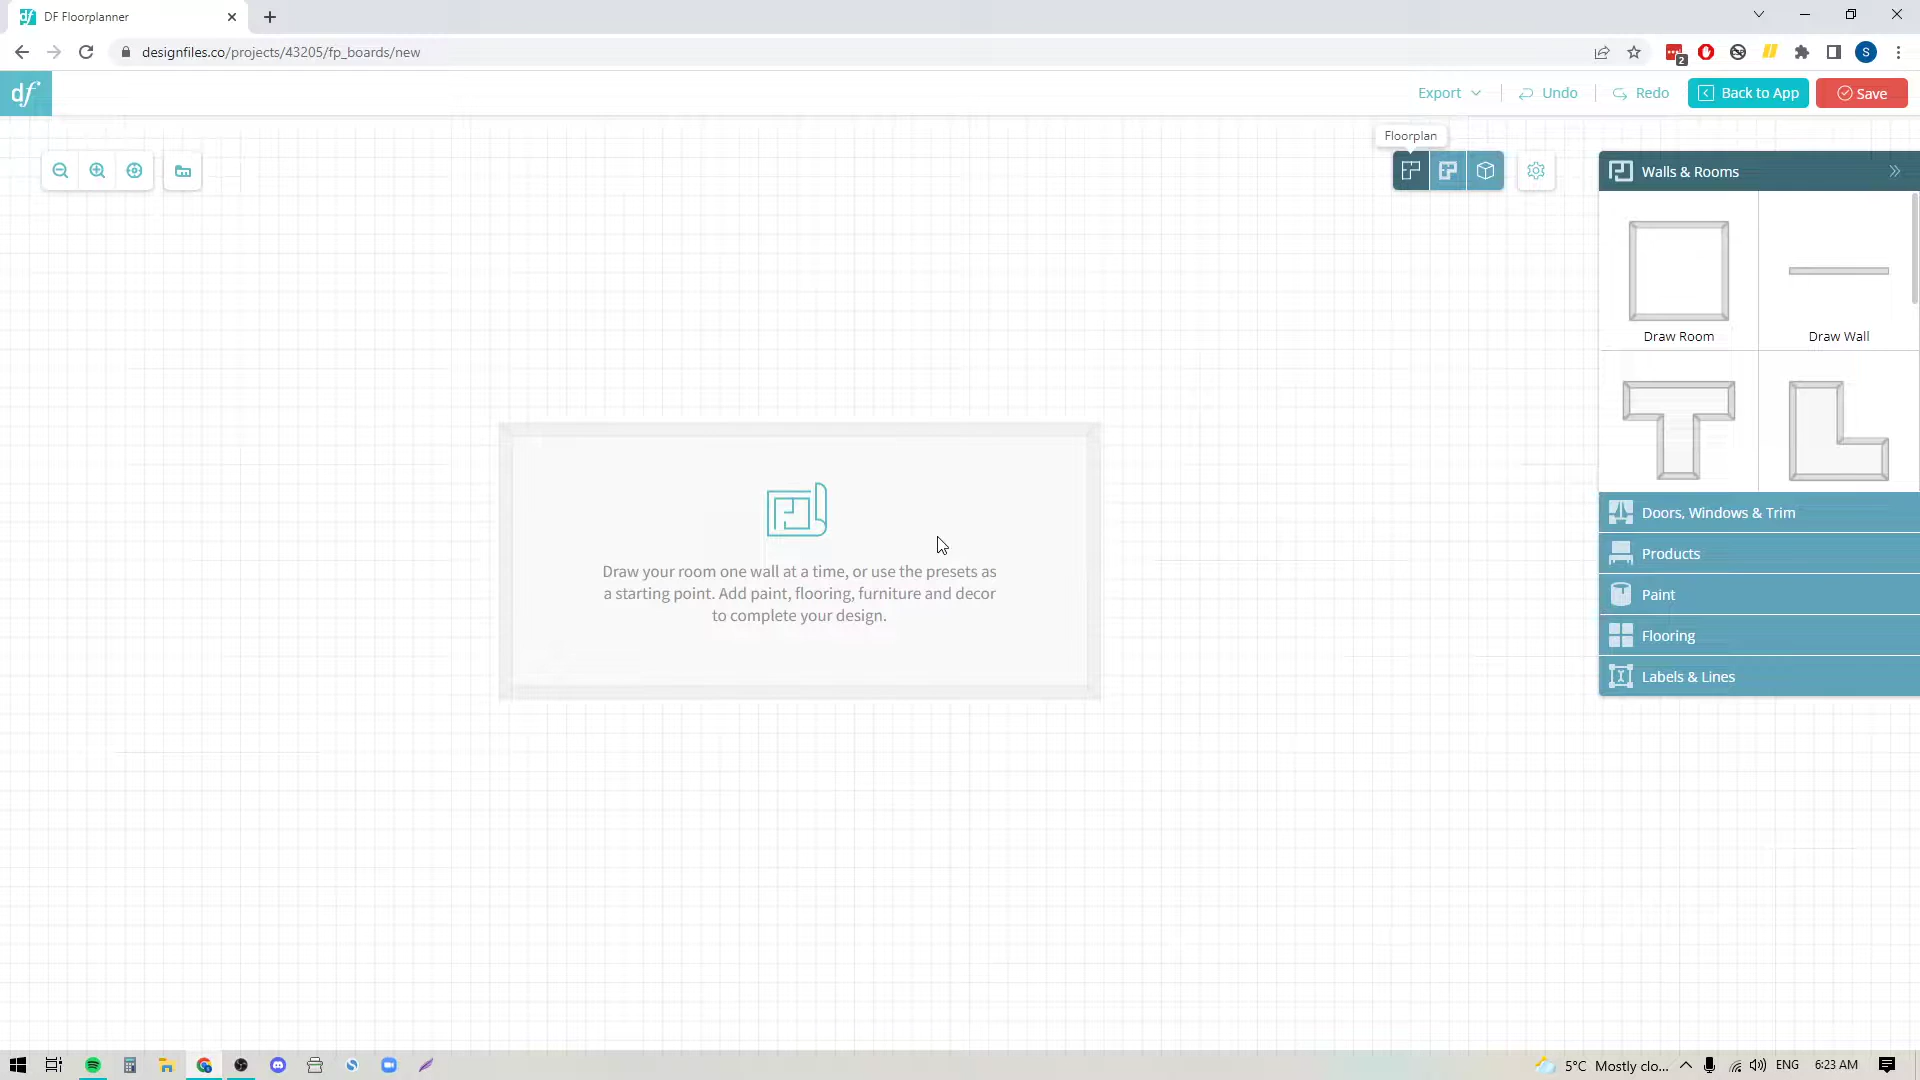 DF Floorplanner
designfiles.co/projects/43205/fp_boards/new
2
S
df
Export
Undo
Redo
Back to App
Save
Floorplan
Walls & Rooms
Draw Room
Draw Wall
Draw your room one wall at a time, or use the presets as
a starting point. Add paint, flooring, furniture and decor
to complete your design.
Doors, Windows & Trim
Products
Paint
Flooring
Labels & Lines
5°C Mostly clo...
ENG
6:23 AM